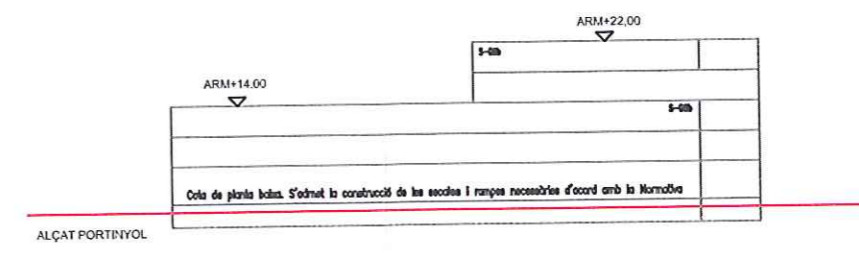 ARM+22,00
S-01b
ARM+14.00
Cota de planta baixa. S'admet la construcció de les escales i rampes necessàries d'acord amb la Normativa
ALÇAT PORTINYOL